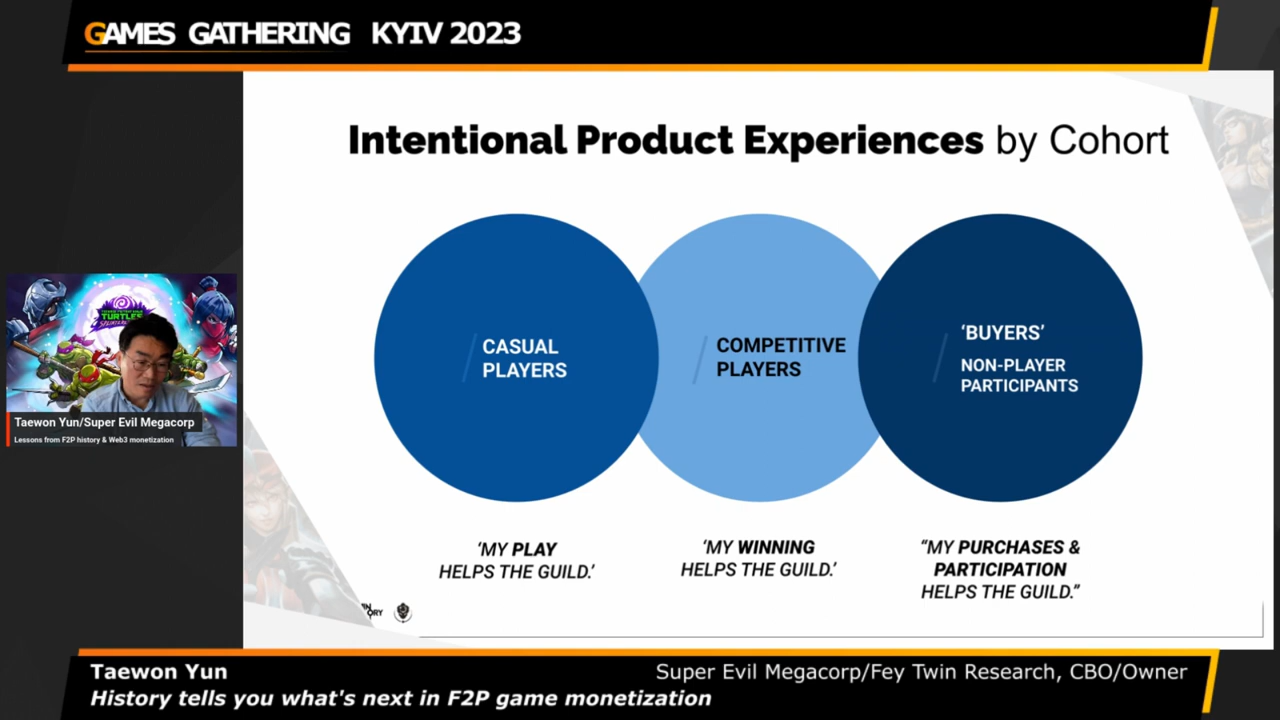 GAMES GATHERING KYIV 2023
Intentional Product Experiences by Cohort
CASUAL
PLAYERS
COMPETITIVE
PLAYERS
‘BUYERS’
NON-PLAYER
PARTICIPANTS
‘MY PLAY
HELPS THE GUILD.’
‘MY WINNING
HELPS THE GUILD.’
“MY PURCHASES &
PARTICIPATION
HELPS THE GUILD.”
TURTLES
Taewon Yun/Super Evil Megacorp
Lessons from F2P history & Web3 monetization
Taewon Yun
Super Evil Megacorp/Fey Twin Research, CBO/Owner
History tells you what's next in F2P game monetization